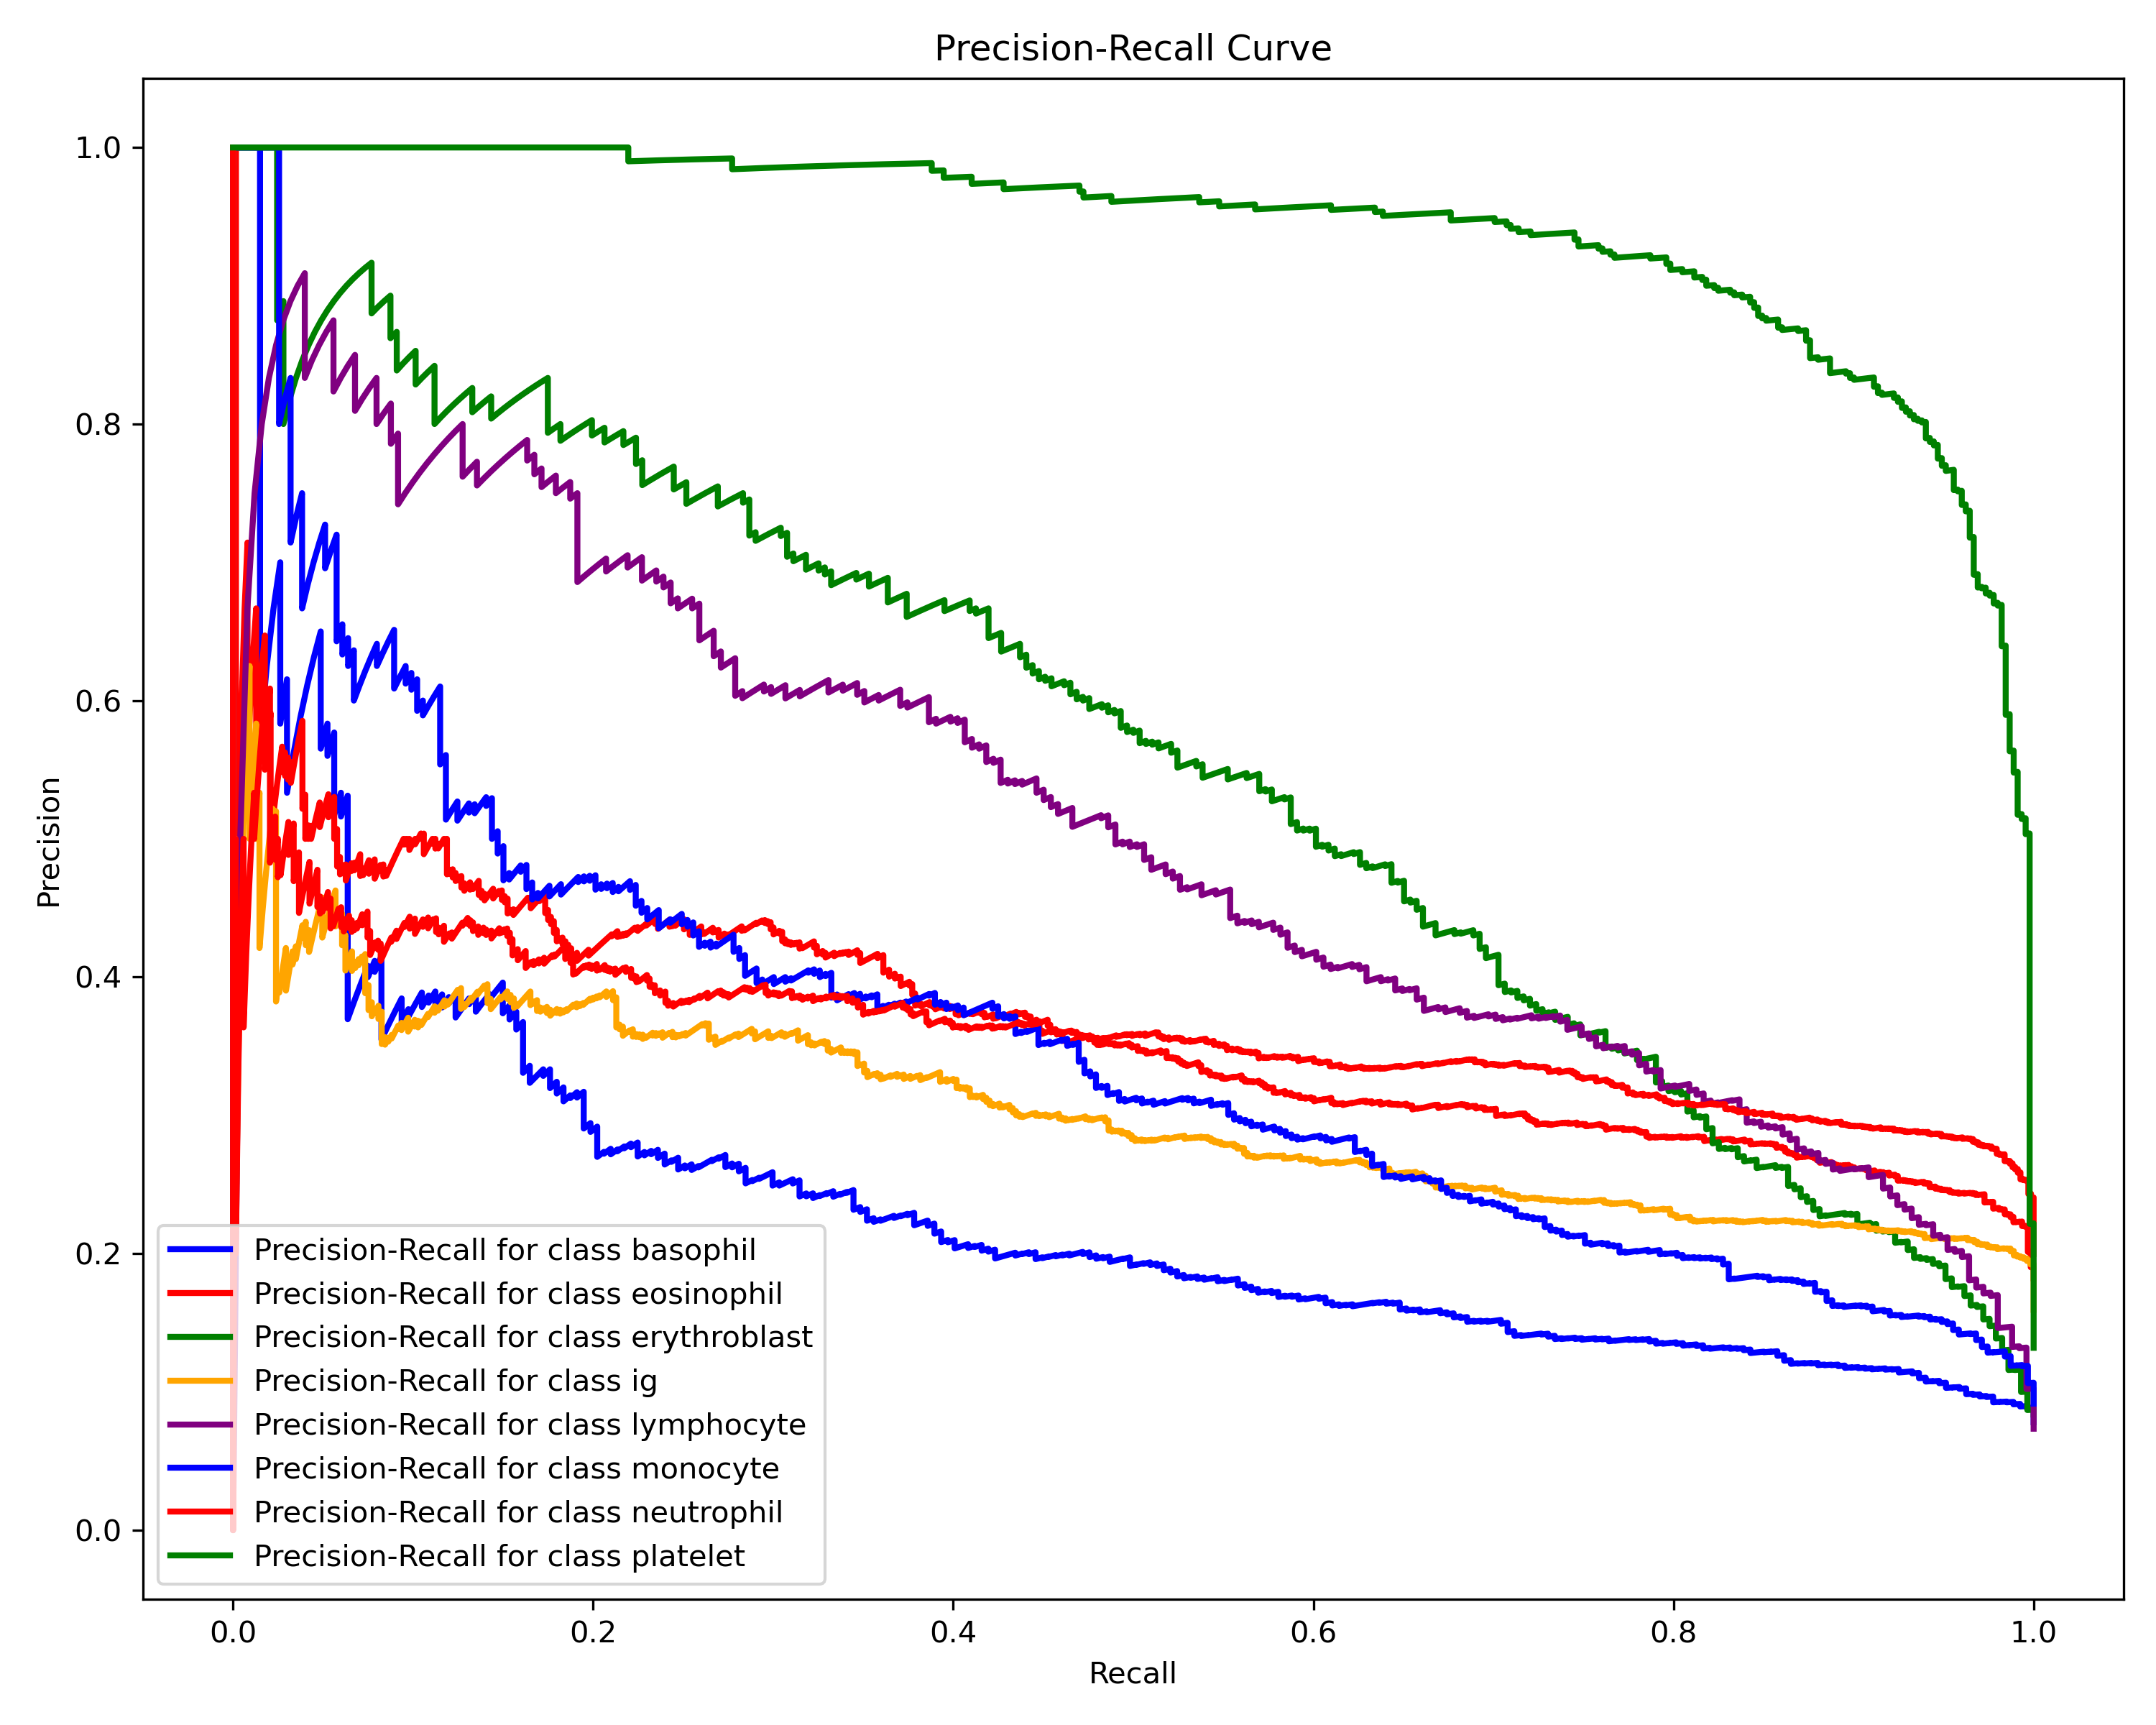 Precision-Recall Curve
1.0
0.8
0.6
0.4
0.2
0.0
Precision
Precision-Recall for class basophil
Precision-Recall for class eosinophil
Precision-Recall for class erythroblast
Precision-Recall for class ig
Precision-Recall for class lymphocyte
Precision-Recall for class monocyte
Precision-Recall for class neutrophil
Precision-Recall for class platelet
0.0 0.2 0.4 0.6 0.8 1.0
Recall